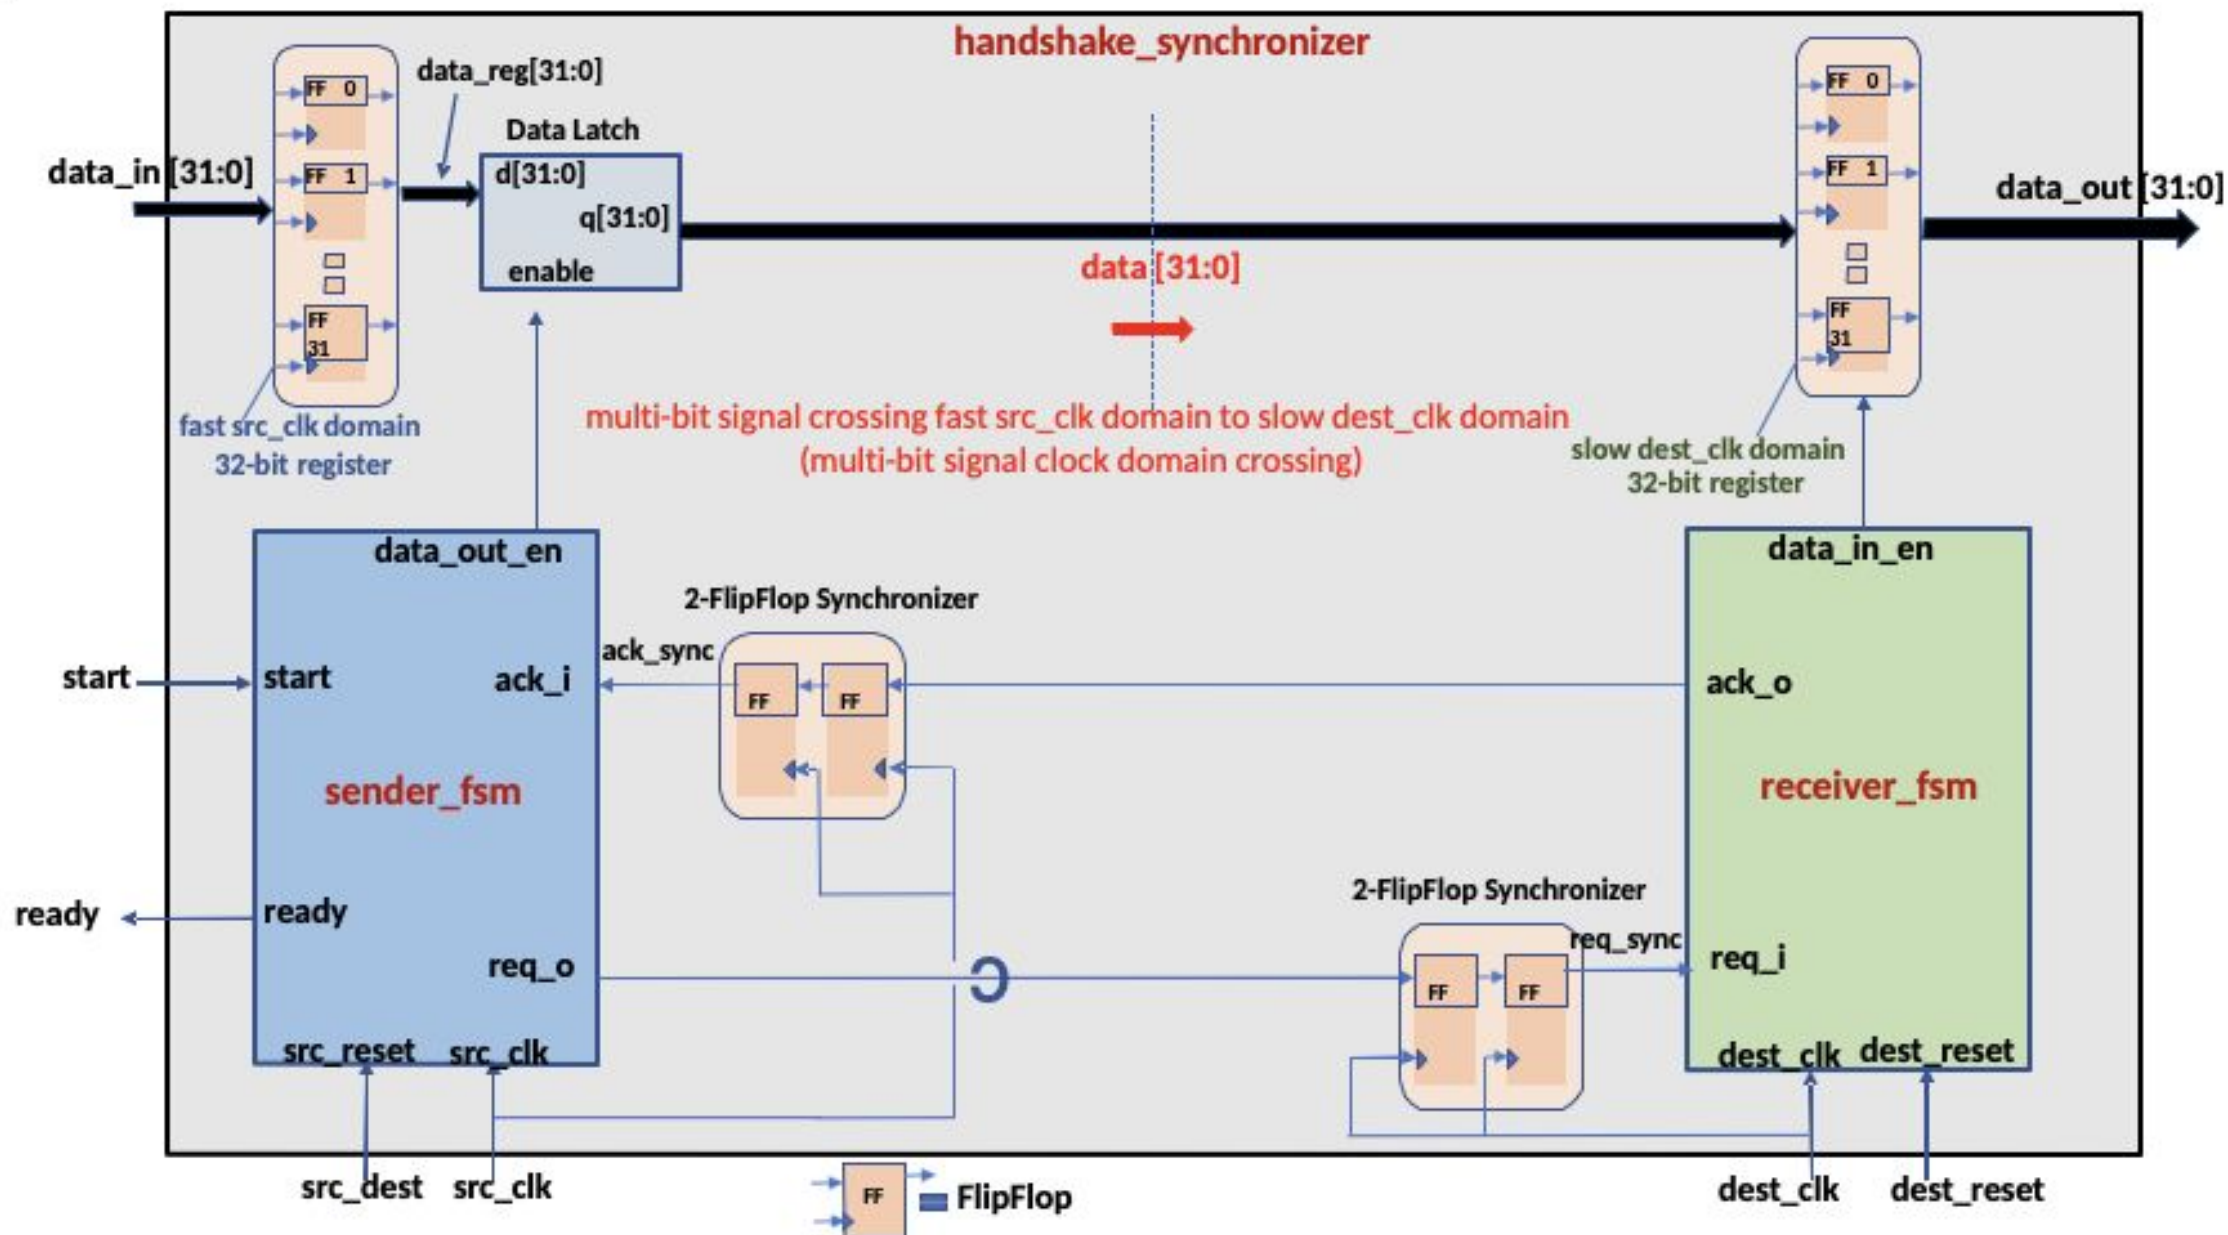 handshake_synchronizer
data_reg[31:0]
Data Latch
data_in [31:0]
d[31:0]
q[31:0]
enable
FF 0
FF 1
FF
31
FF 0
FF 1
FF
31
data_out [31:0]
data [31:0]
fast src_clk domain
32-bit register
multi-bit signal crossing fast src_clk domain to slow dest_clk domain
(multi-bit signal clock domain crossing)
slow dest_clk domain
32-bit register
data_out_en
data_in_en
2-FlipFlop Synchronizer
start
start
ack_i
ack_sync
FF
FF
ack_o
sender_fsm
receiver_fsm
ready
ready
req_o
2-FlipFlop Synchronizer
req_sync
FF
FF
req_i
src_reset
src_clk
dest_clk
dest_reset
src_dest
src_clk
FF
FlipFlop
dest_clk
dest_reset